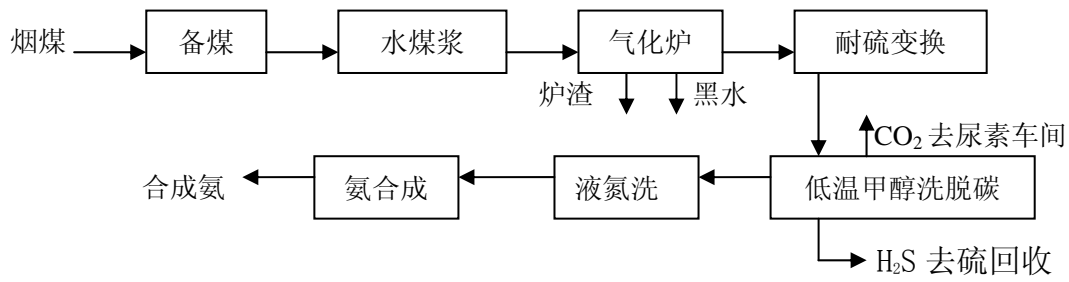 烟煤 备煤 水煤浆 气化炉 耐硫变换
炉渣 黑水
CO₂ 去尿素车间
合成氨 氨合成 液氮洗 低温甲醇洗脱碳
H₂S 去硫回收